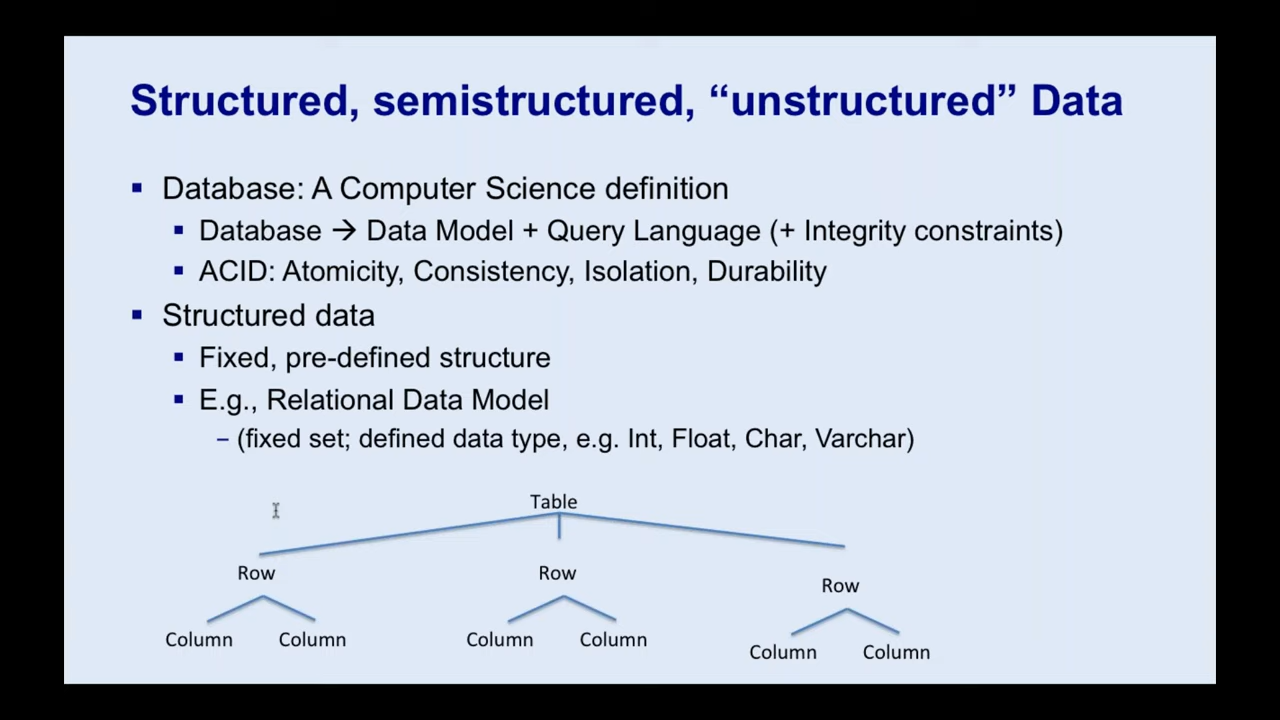 Structured, semistructured, “unstructured” Data
▪ Database: A Computer Science definition
▪ Database → Data Model + Query Language (+ Integrity constraints)
▪ ACID: Atomicity, Consistency, Isolation, Durability
▪ Structured data
▪ Fixed, pre-defined structure
▪ E.g., Relational Data Model
– (fixed set; defined data type, e.g. Int, Float, Char, Varchar)
Table
Row Row Row
Column Column Column Column Column Column